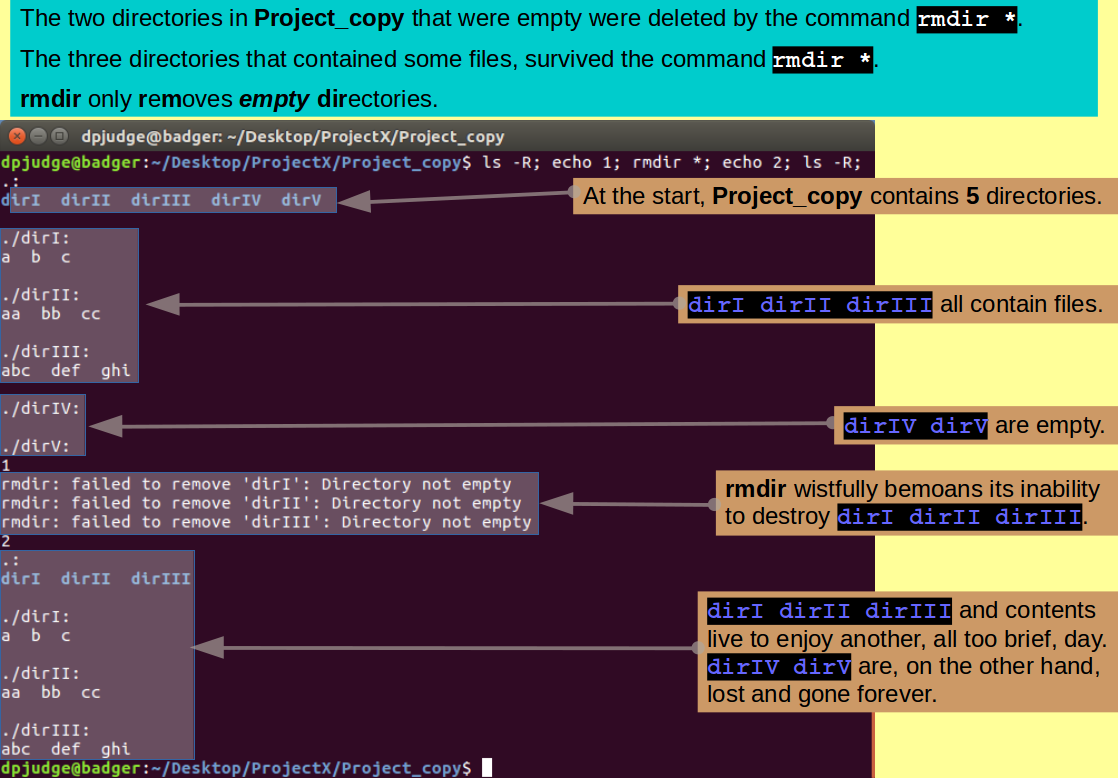 The two directories in Project_copy that were empty were deleted by the command rmdir *.
The three directories that contained some files, survived the command rmdir *.
rmdir only removes empty directories.
dpjudge@badger: ~/Desktop/ProjectX/Project_copy
dpjudge@badger:~/Desktop/ProjectX/Project_copy$ ls -R; echo 1; rmdir *; echo 2; ls -R;
.:
dirI  dirII  dirIII  dirIV  dirV
At the start, Project_copy contains 5 directories.
./dirI:
a  b  c
./dirII:
aa  bb  cc
dirI dirII dirIII all contain files.
./dirIII:
abc  def  ghi
./dirIV:
dirIV dirV are empty.
./dirV:
1
rmdir: failed to remove 'dirI': Directory not empty
rmdir: failed to remove 'dirII': Directory not empty
rmdir: failed to remove 'dirIII': Directory not empty
rmdir wistfully bemoans its inability
to destroy dirI dirII dirIII.
2
.:
dirI  dirII  dirIII
./dirI:
a  b  c
./dirII:
aa  bb  cc
dirI dirII dirIII and contents
live to enjoy another, all too brief, day.
dirIV dirV are, on the other hand,
lost and gone forever.
./dirIII:
abc  def  ghi
dpjudge@badger:~/Desktop/ProjectX/Project_copy$